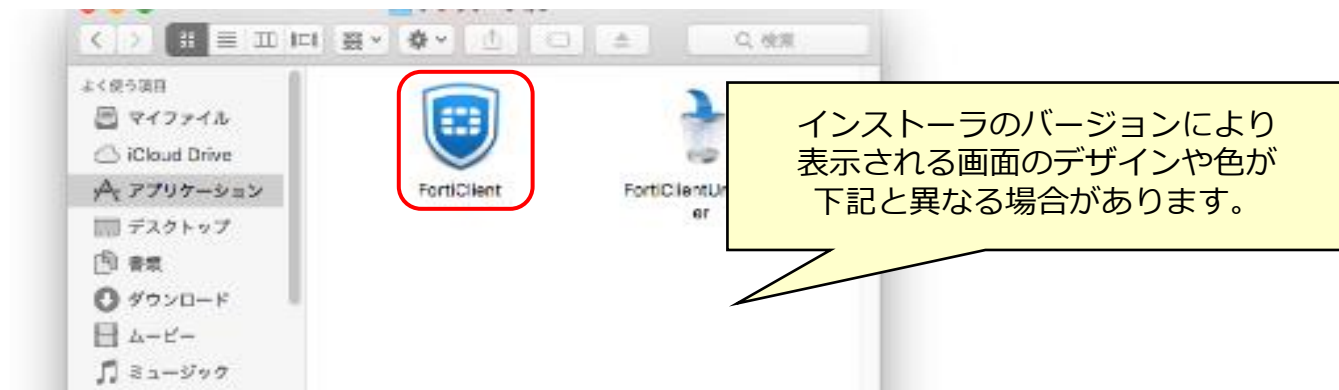 検索
よく使う項目
マイファイル
iCloud Drive
アプリケーション
デスクトップ
書類
ダウンロード
ムービー
ミュージック
FortiClient
FortiClientUn
er
インストーラのバージョンにより
表示される画面のデザインや色が
下記と異なる場合があります。